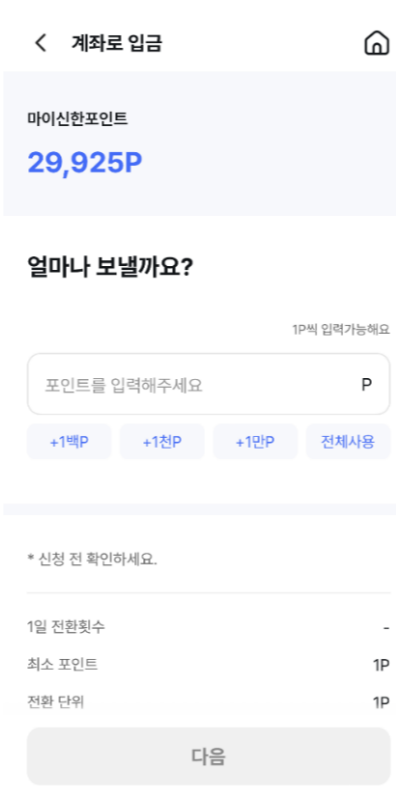 계좌로 입금
마이신한포인트
29,925P
얼마나 보낼까요?
1P씩 입력가능해요
포인트를 입력해주세요 P
+1백P +1천P +1만P 전체사용
* 신청 전 확인하세요.
1일 전환횟수 -
최소 포인트 1P
전환 단위 1P
다음